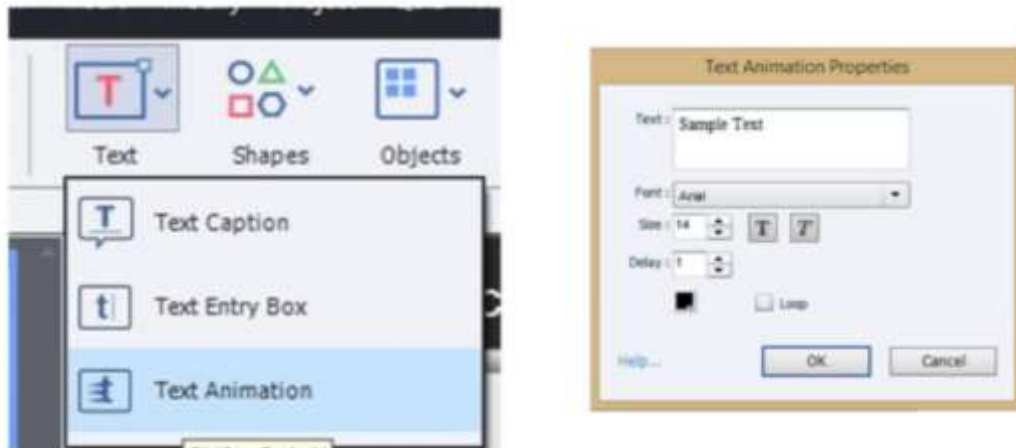 Text
Shapes
Objects
T Text Caption
t Text Entry Box
Text Animation
Text Animation Properties
Text: Sample Text
Font: Arial
Size: 14 T T
Delay: 1
Loop
Help... OK Cancel